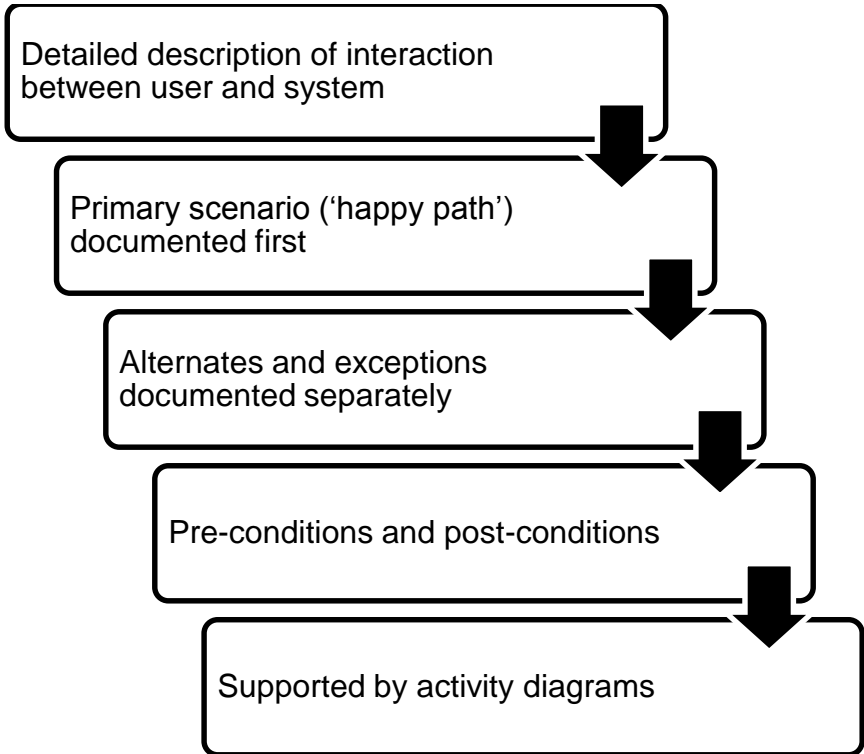 Detailed description of interaction
between user and system
Primary scenario (‘happy path’)
documented first
Alternates and exceptions
documented separately
Pre-conditions and post-conditions
Supported by activity diagrams